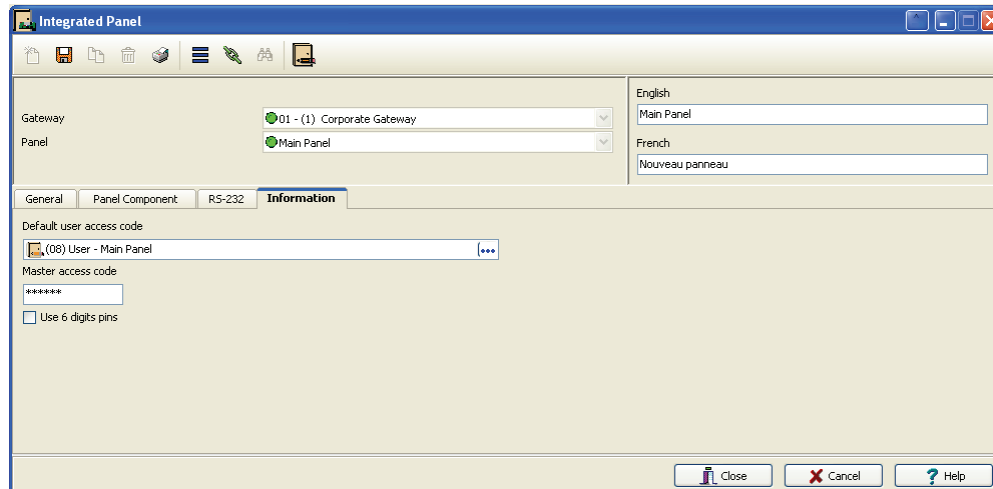 Integrated Panel
Gateway
01 - (1) Corporate Gateway
Panel
Main Panel
English
Main Panel
French
Nouveau panneau
General Panel Component RS-232 Information
Default user access code
(08) User - Main Panel
Master access code
******
Use 6 digits pins
Close Cancel ? Help